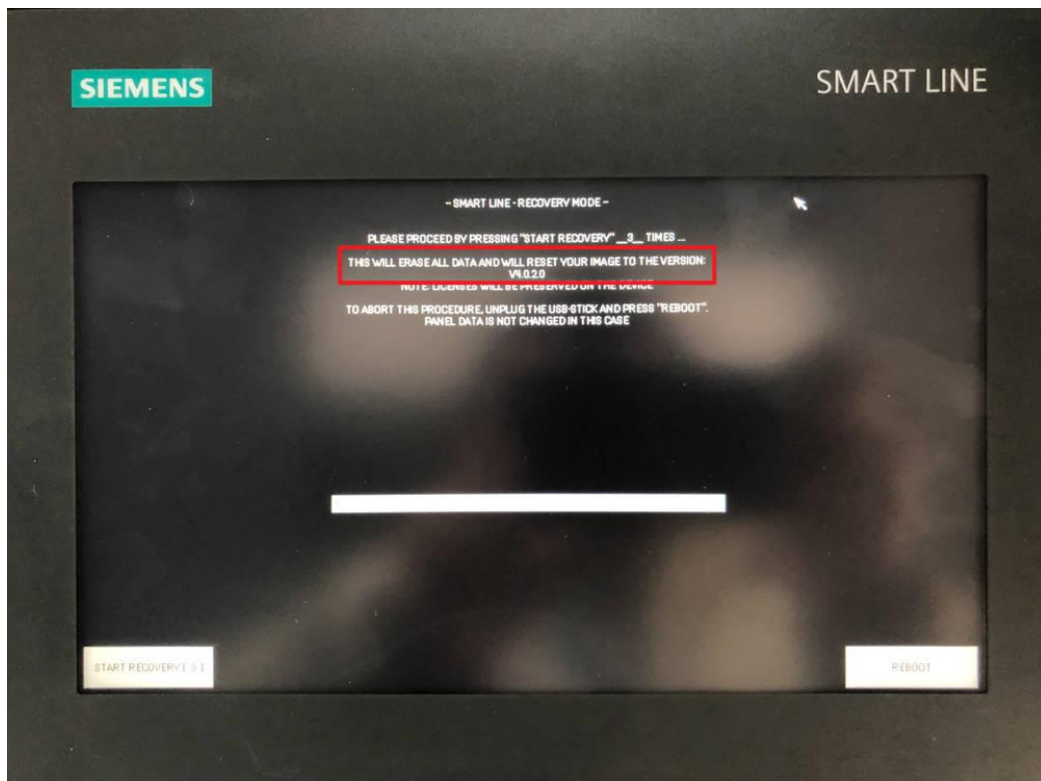 SIEMENS
SMART LINE
-- SMART LINE - RECOVERY MODE --
PLEASE PROCEED BY PRESSING "START RECOVERY" __3__ TIMES ...
THIS WILL ERASE ALL DATA AND WILL RESET YOUR IMAGE TO THE VERSION:
V4.0.2.0
NOTE: LICENSES WILL BE PRESERVED ON THE DEVICE
TO ABORT THIS PROCEDURE, UNPLUG THE USB-STICK AND PRESS "REBOOT".
PANEL DATA IS NOT CHANGED IN THIS CASE
START RECOVERY [ 3 ]
REBOOT